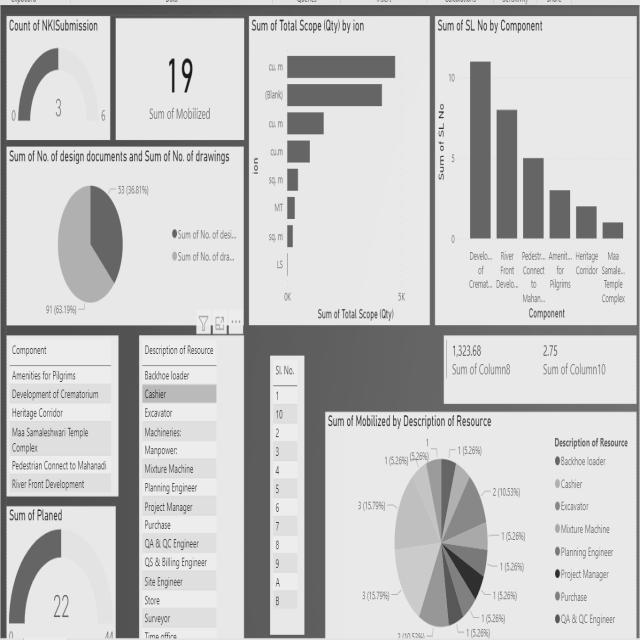 Count of NK|Submission
0
3
6
19
Sum of Mobilized
Sum of Total Scope (Qty) by ion
ion
cu. m
(Blank)
cu. m
cu.m
sq. m
MT
sq. m
LS
0K
5K
Sum of Total Scope (Qty)
Sum of SL No by Component
Sum of SL No
10
5
0
Develo...
of
Cremat...
River
Front
Develo...
Pedestr...
Connect
to
Mahan...
Amenit...
for
Pilgrims
Heritage
Corridor
Maa
Samale...
Temple
Complex
Component
Sum of No. of design documents and Sum of No. of drawings
53 (36.81%)
91 (63.19%)
Sum of No. of desi...
Sum of No. of dra...
Component
Amenities for Pilgrims
Development of Crematorium
Heritage Corridor
Maa Samaleshwari Temple
Complex
Pedestrian Connect to Mahanadi
River Front Development
Description of Resource
Backhoe loader
Cashier
Excavator
Machineries:
Manpower:
Mixture Machine
Planning Engineer
Project Manager
Purchase
QA & QC Engineer
QS & Billing Engineer
Site Engineer
Store
Surveyor
Time office
Sl. No.
1
10
2
3
4
5
6
7
8
9
A
B
1,323.68
Sum of Column8
2.75
Sum of Column10
Sum of Planed
22
44
Sum of Mobilized by Description of Resource
1
(5.26%)
1 (5.26%)
1 (5.26%)
2 (10.53%)
3 (15.79%)
1 (5.26%)
1 (5.26%)
1 (5.26%)
3 (15.79%)
1 (5.26%)
1 (5.26%)
2 (10.53%)
Description of Resource
Backhoe loader
Cashier
Excavator
Mixture Machine
Planning Engineer
Project Manager
Purchase
QA & QC Engineer